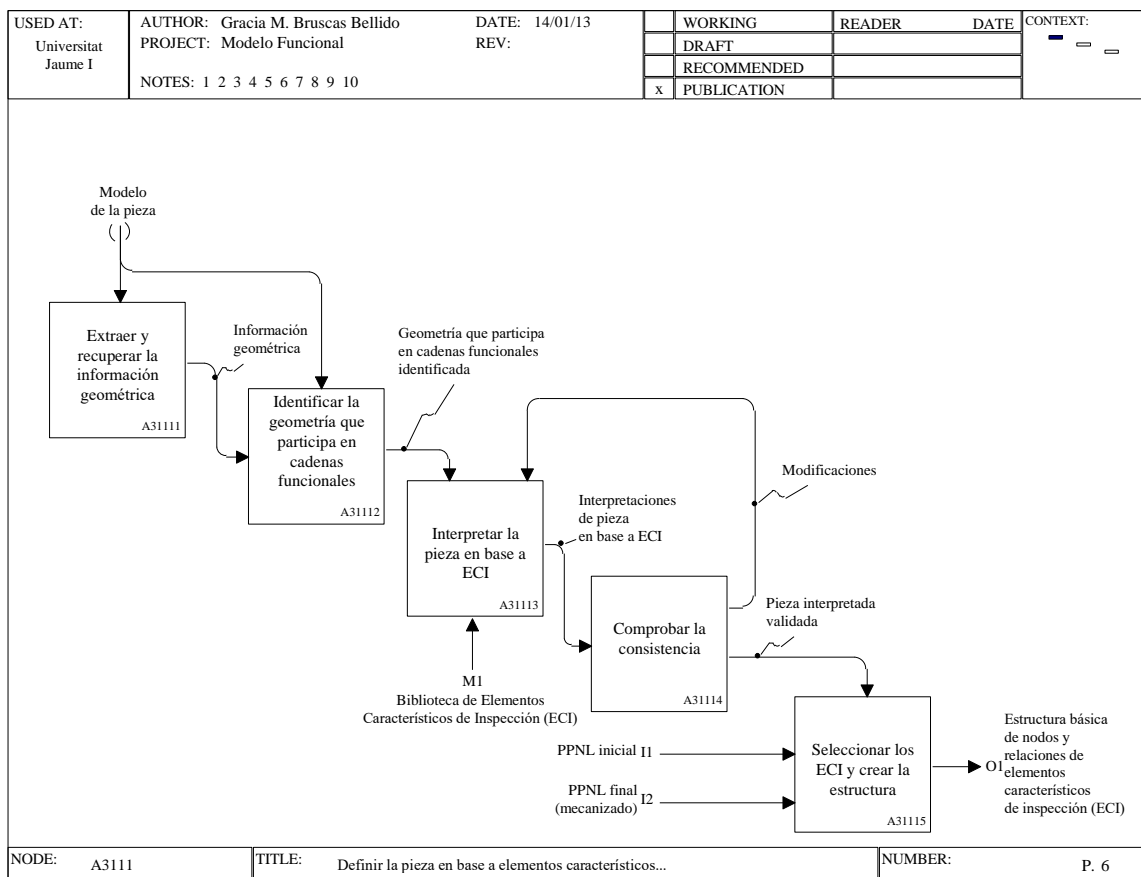 USED AT:
Universitat
Jaume I
AUTHOR: Gracia M. Bruscas Bellido
DATE: 14/01/13
PROJECT: Modelo Funcional
REV:
NOTES: 1 2 3 4 5 6 7 8 9 10
WORKING
DRAFT
RECOMMENDED
x PUBLICATION
READER DATE
CONTEXT:
Modelo
de la pieza
Extraer y
recuperar la
información
geométrica
A31111
Información
geométrica
Identificar la
geometría que
participa en
cadenas
funcionales
A31112
Geometría que participa
en cadenas funcionales
identificada
Interpretar la
pieza en base a
ECI
A31113
M1
Biblioteca de Elementos
Característicos de Inspección (ECI)
Interpretaciones
de pieza
en base a ECI
Modificaciones
Comprobar la
consistencia
A31114
Pieza interpretada
validada
PPNL inicial I1
PPNL final
(mecanizado) I2
Seleccionar los
ECI y crear la
estructura
A31115
O1
Estructura básica
de nodos y
relaciones de
elementos
característicos
de inspección (ECI)
NODE: A3111
TITLE: Definir la pieza en base a elementos característicos...
NUMBER: P. 6